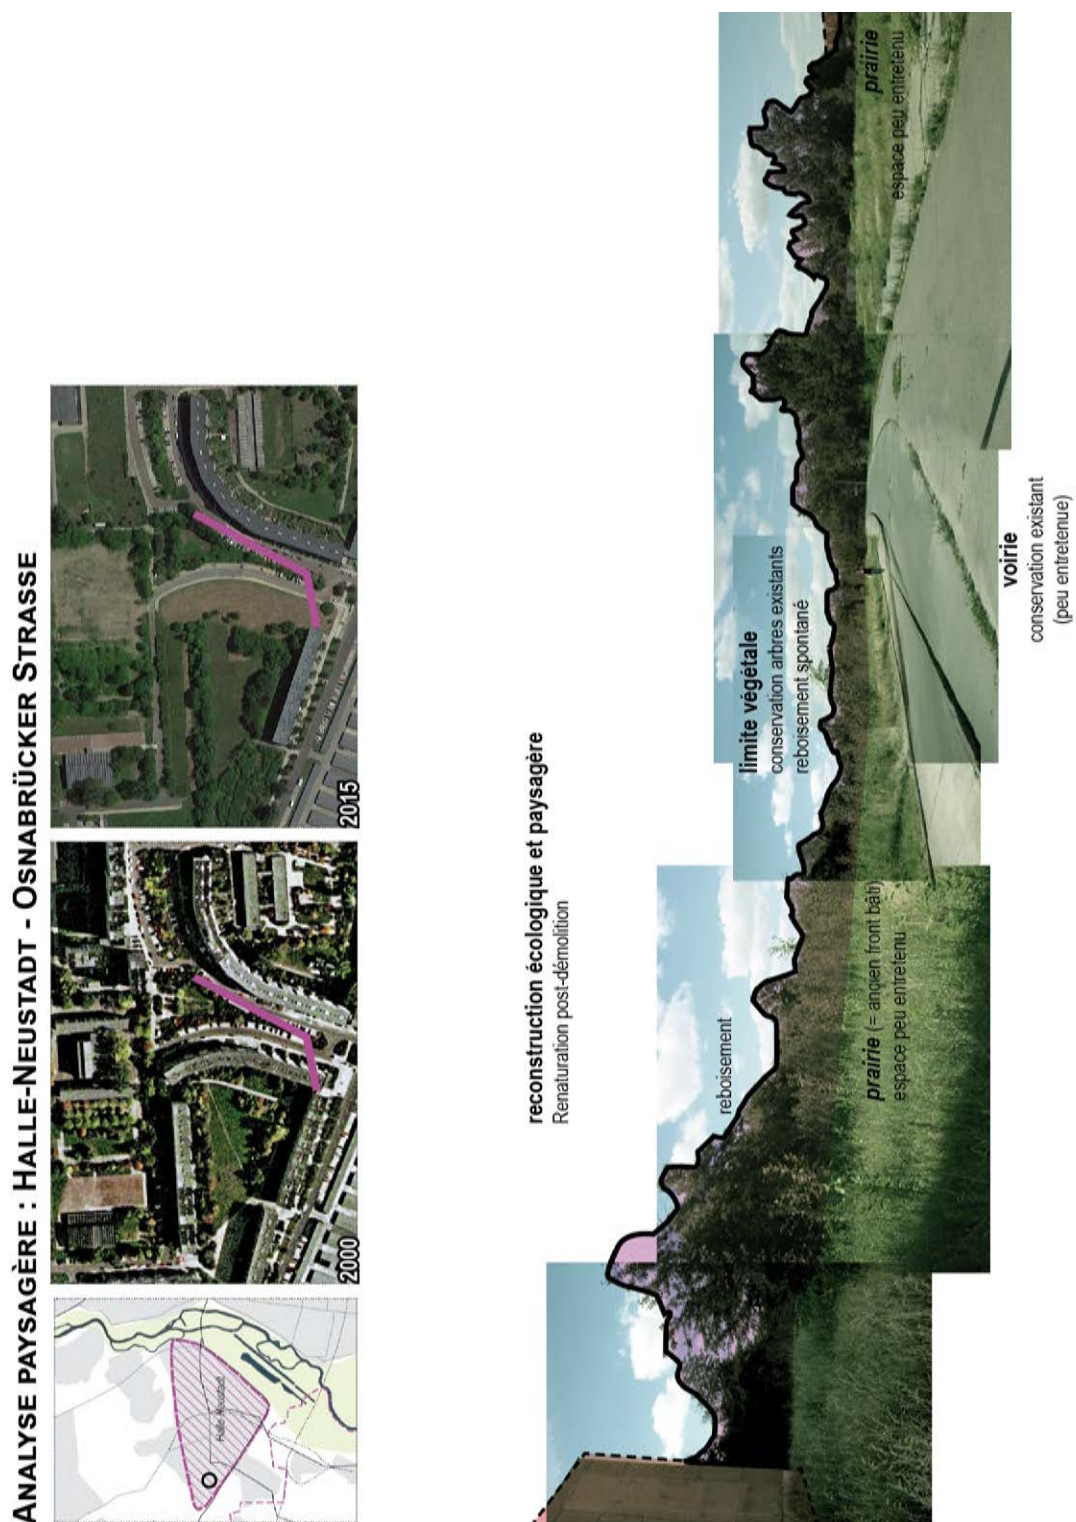 ANALYSE PAYSAGÈRE : HALLE-NEUSTADT - OSNABRÜCKER STRASSE
Halle-Neustadt
2000
2015
reconstruction écologique et paysagère
Renaturation post-démolition
reboisement
limite végétale
conservation arbres existants
reboisement spontané
prairie (= ancien front bâti)
espace peu entretenu
prairie
espace peu entretenu
voirie
conservation existant
(peu entretenue)